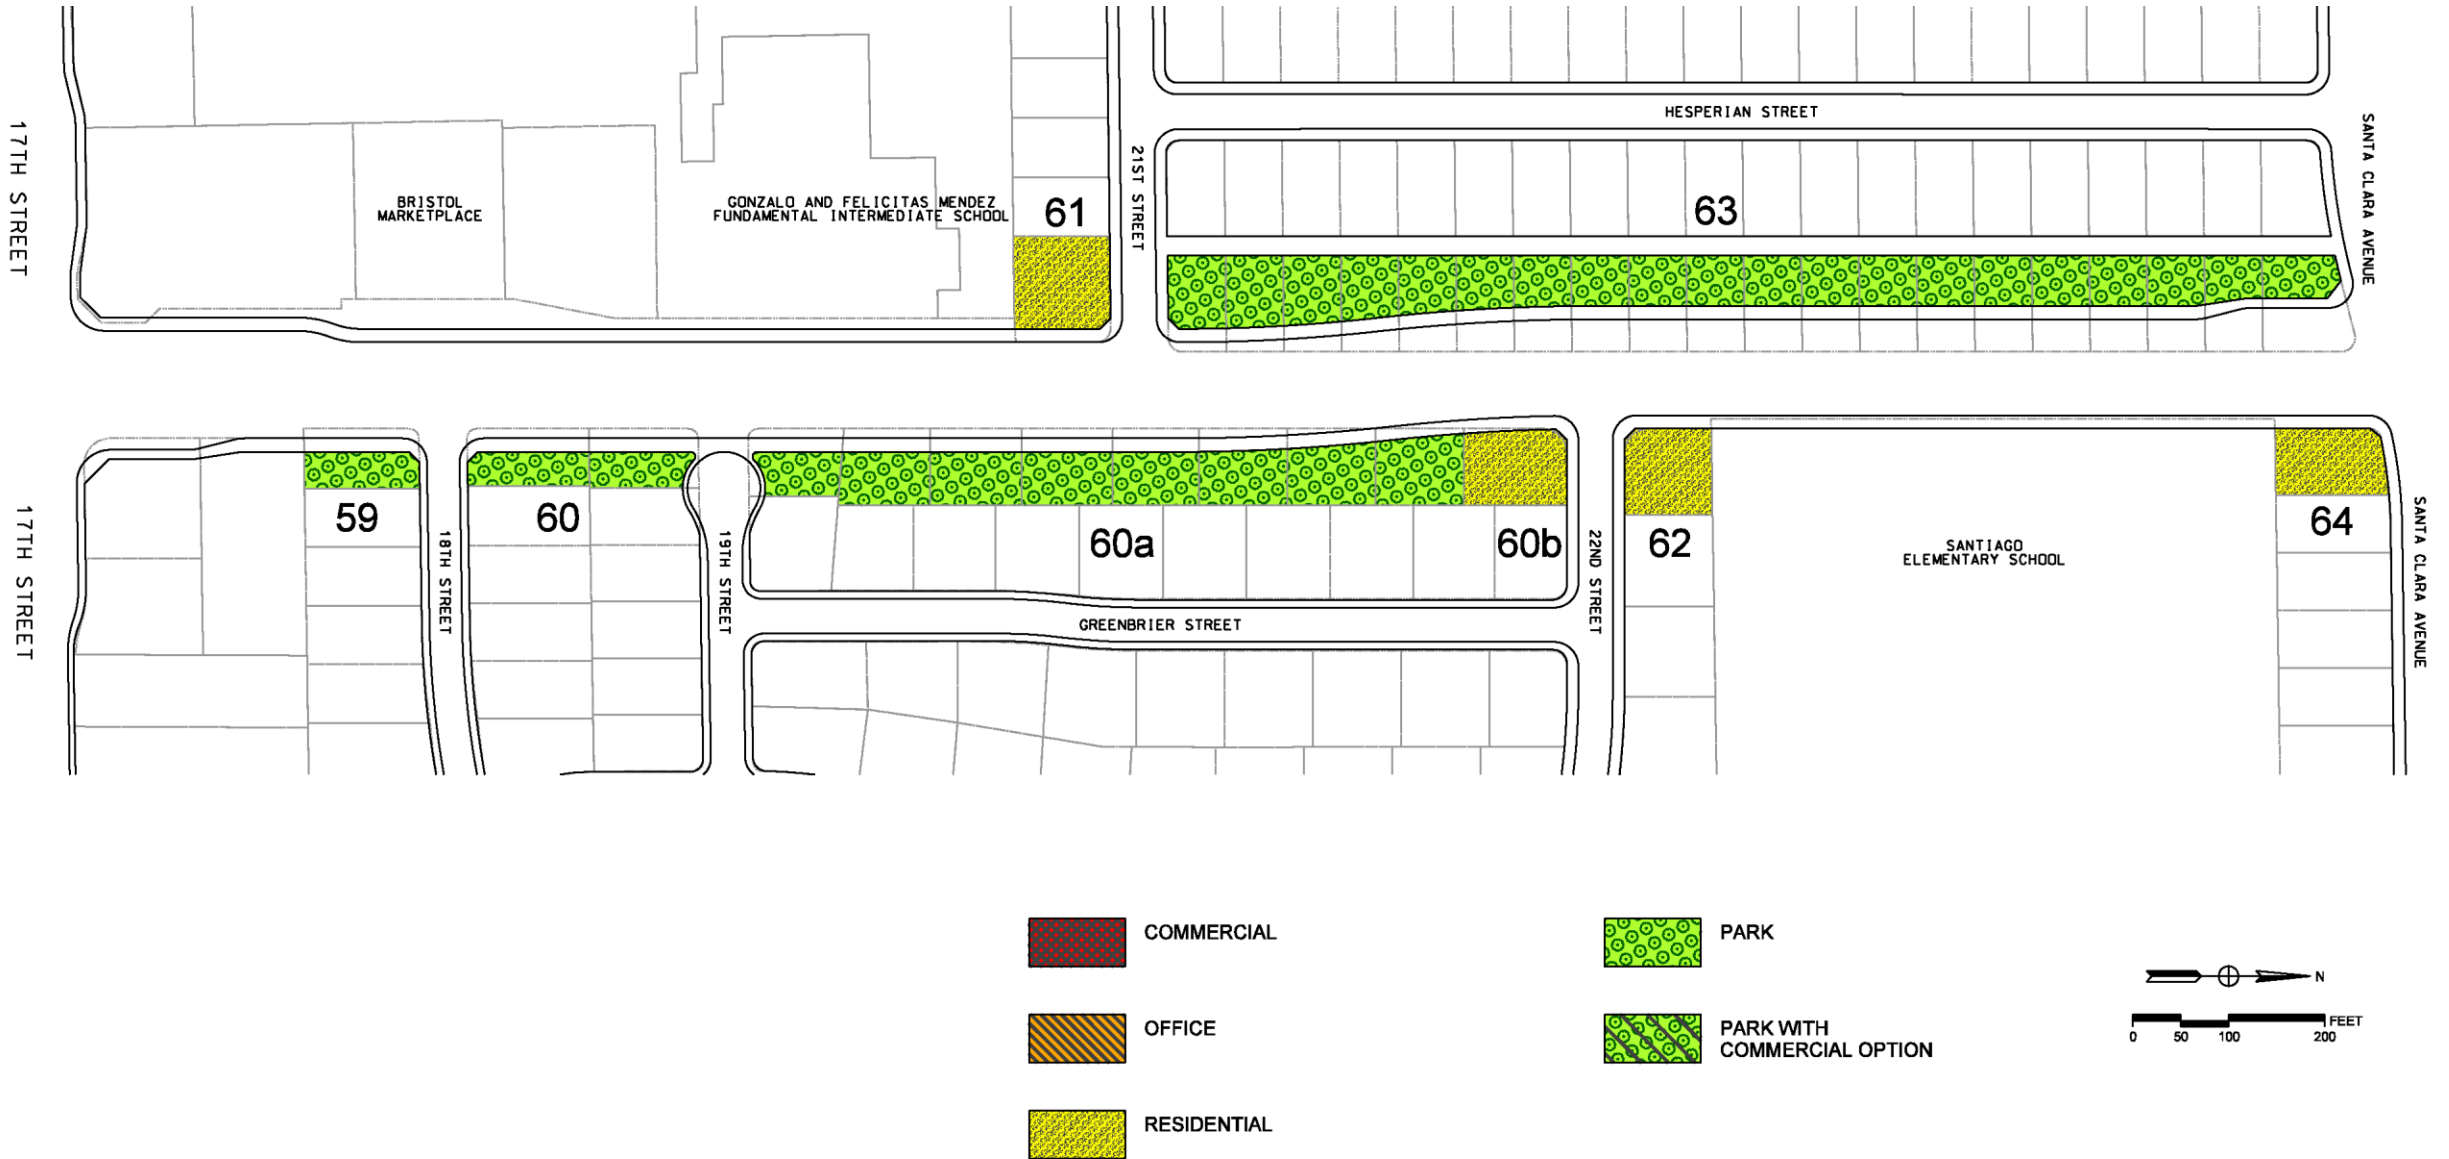 HESPERIAN STREET
17TH STREET
SANTA CLARA AVENUE
21ST STREET
BRISTOL
MARKETPLACE
GONZALO AND FELICITAS MENDEZ
FUNDAMENTAL INTERMEDIATE SCHOOL
61
63
17TH STREET
59
18TH STREET
60
19TH STREET
60a
60b
22ND STREET
62
SANTIAGO
ELEMENTARY SCHOOL
64
SANTA CLARA AVENUE
GREENBRIER STREET
COMMERCIAL
PARK
N
OFFICE
PARK WITH
COMMERCIAL OPTION
FEET
0 50 100 200
RESIDENTIAL